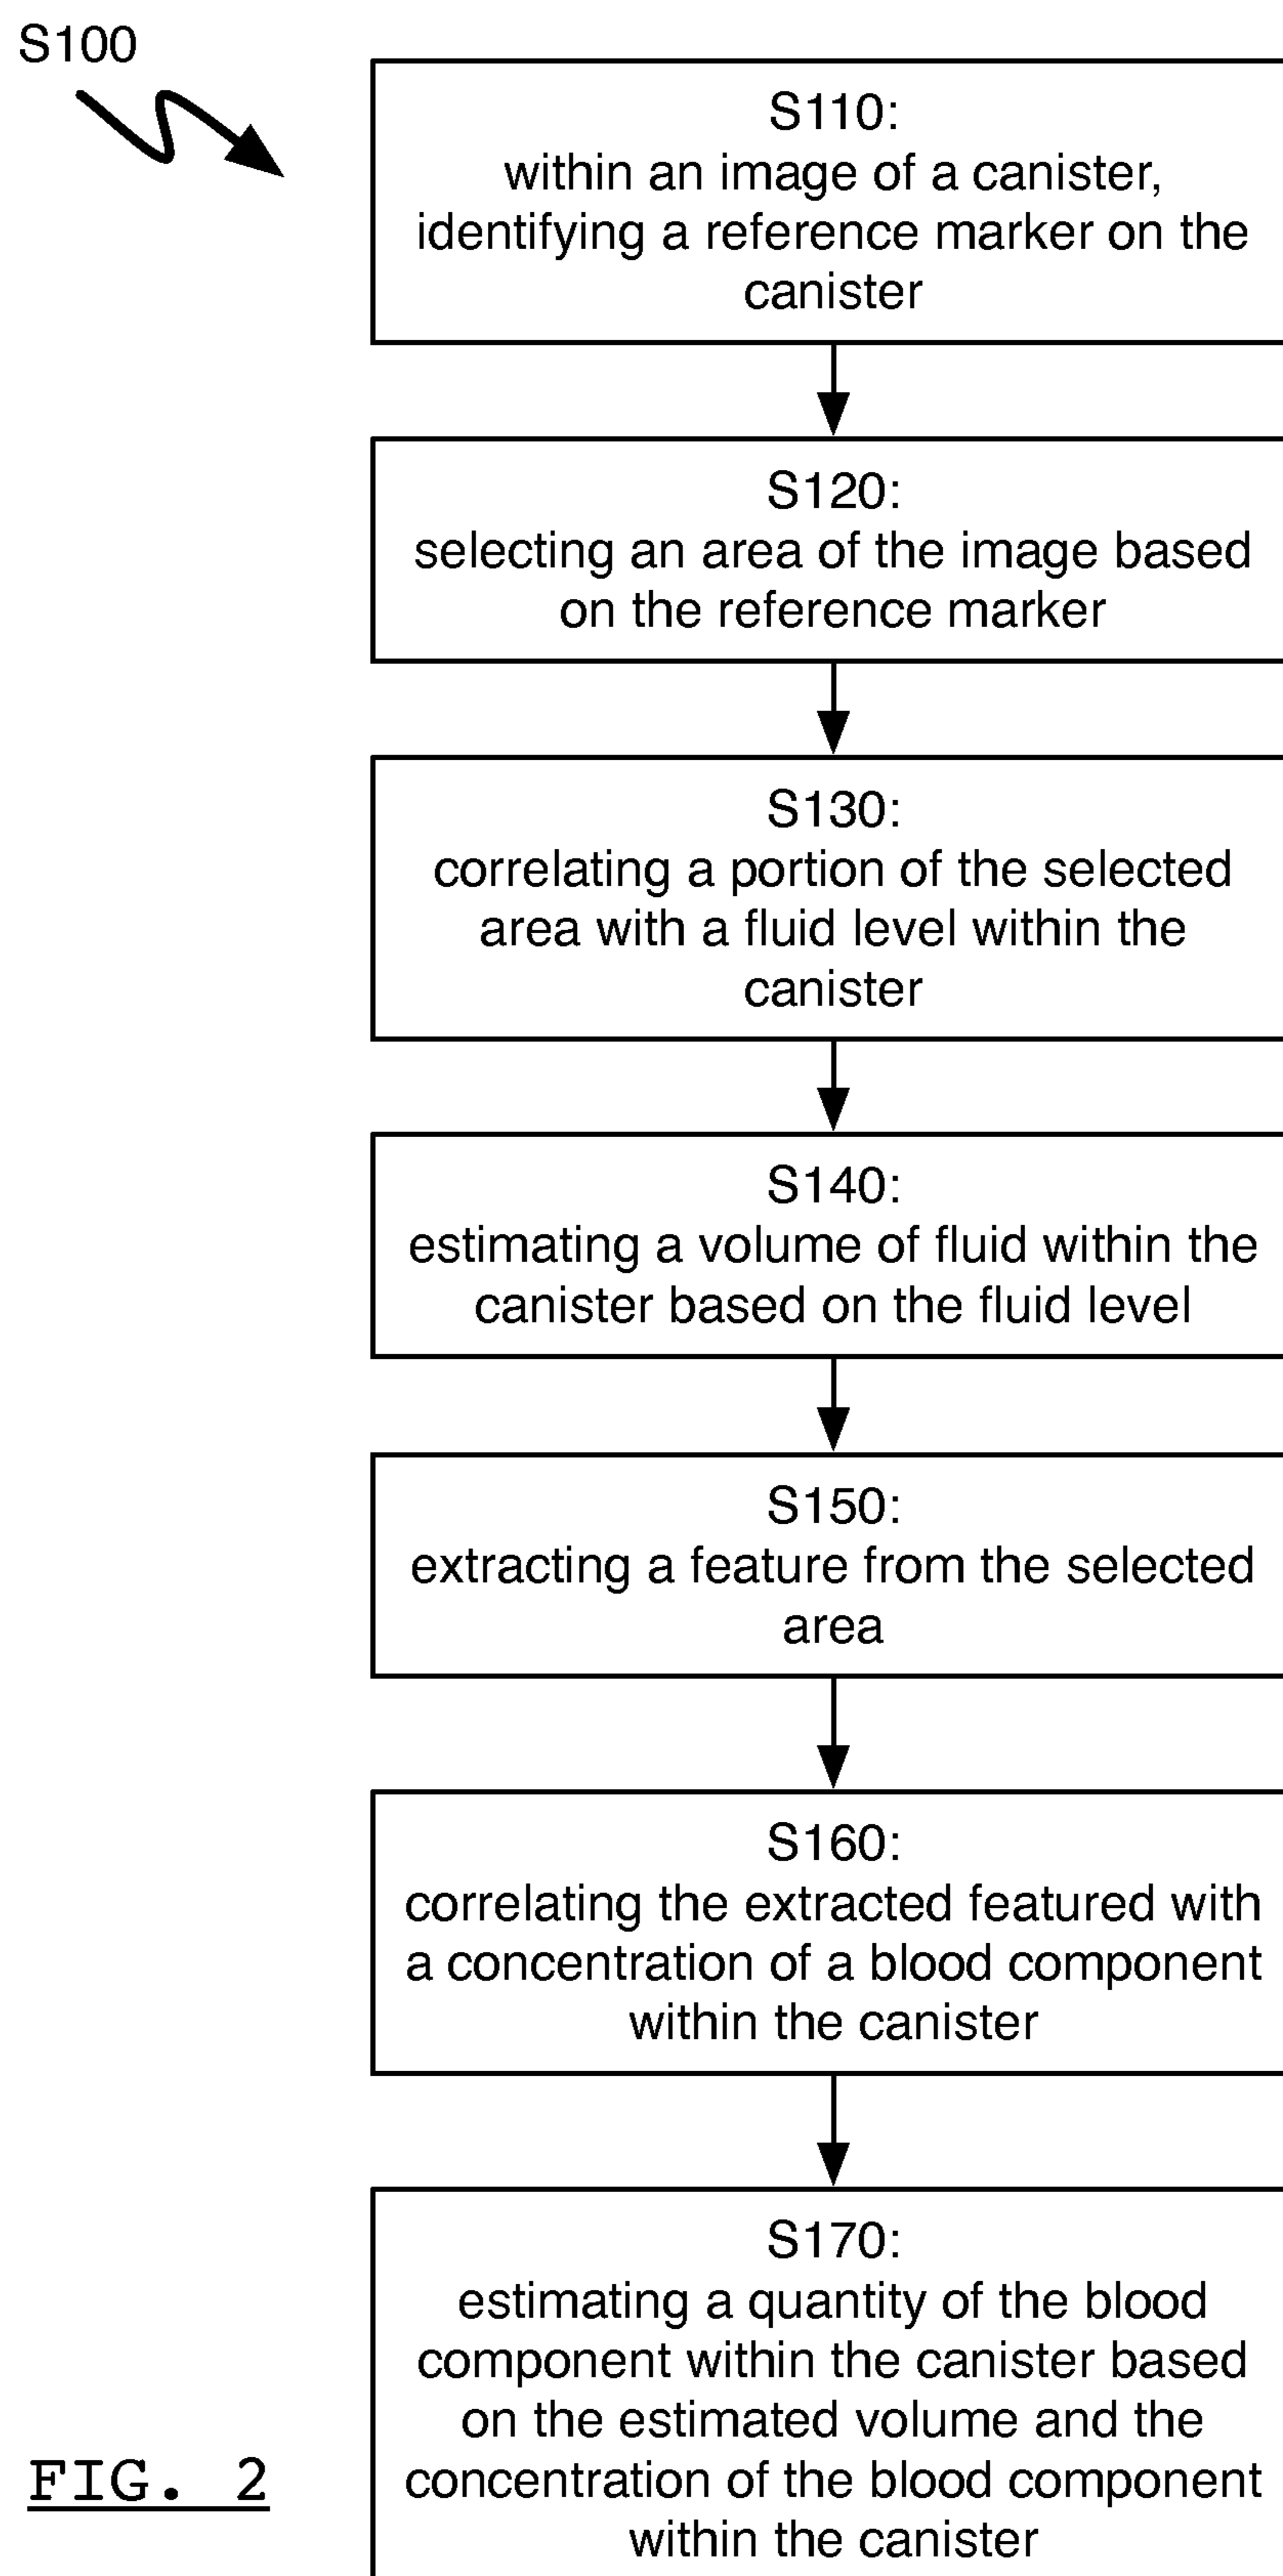 S100
S110:
within an image of a canister,
identifying a reference marker on the
canister
S120:
selecting an area of the image based
on the reference marker
S130:
correlating a portion of the selected
area with a fluid level within the
canister
S140:
estimating a volume of fluid within the
canister based on the fluid level
S150:
extracting a feature from the selected
area
S160:
correlating the extracted featured with
a concentration of a blood component
within the canister
S170:
estimating a quantity of the blood
component within the canister based
on the estimated volume and the
concentration of the blood component
within the canister
FIG. 2